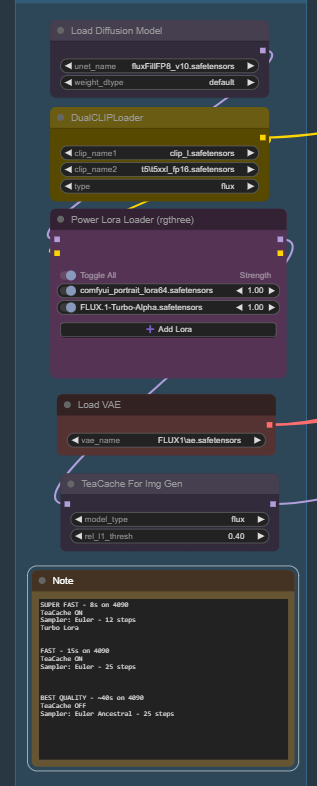 Load Diffusion Model
unet_name fluxFillFP8_v10.safetensors
weight_dtype default
DualCLIPLoader
clip_name1 clip_l.safetensors
clip_name2 t5\t5xxl_fp16.safetensors
type flux
Power Lora Loader (rgthree)
Toggle All Strength
comfyui_portrait_lora64.safetensors 1.00
FLUX.1-Turbo-Alpha.safetensors 1.00
+ Add Lora
Load VAE
vae_name FLUX1\ae.safetensors
TeaCache For Img Gen
model_type flux
rel_l1_thresh 0.40
Note
SUPER FAST - 8s on 4090
TeaCache ON
Sampler: Euler - 12 steps
Turbo Lora
FAST - 15s on 4090
TeaCache ON
Sampler: Euler - 25 steps
BEST QUALITY - ~40s on 4090
TeaCache OFF
Sampler: Euler Ancestral - 25 steps